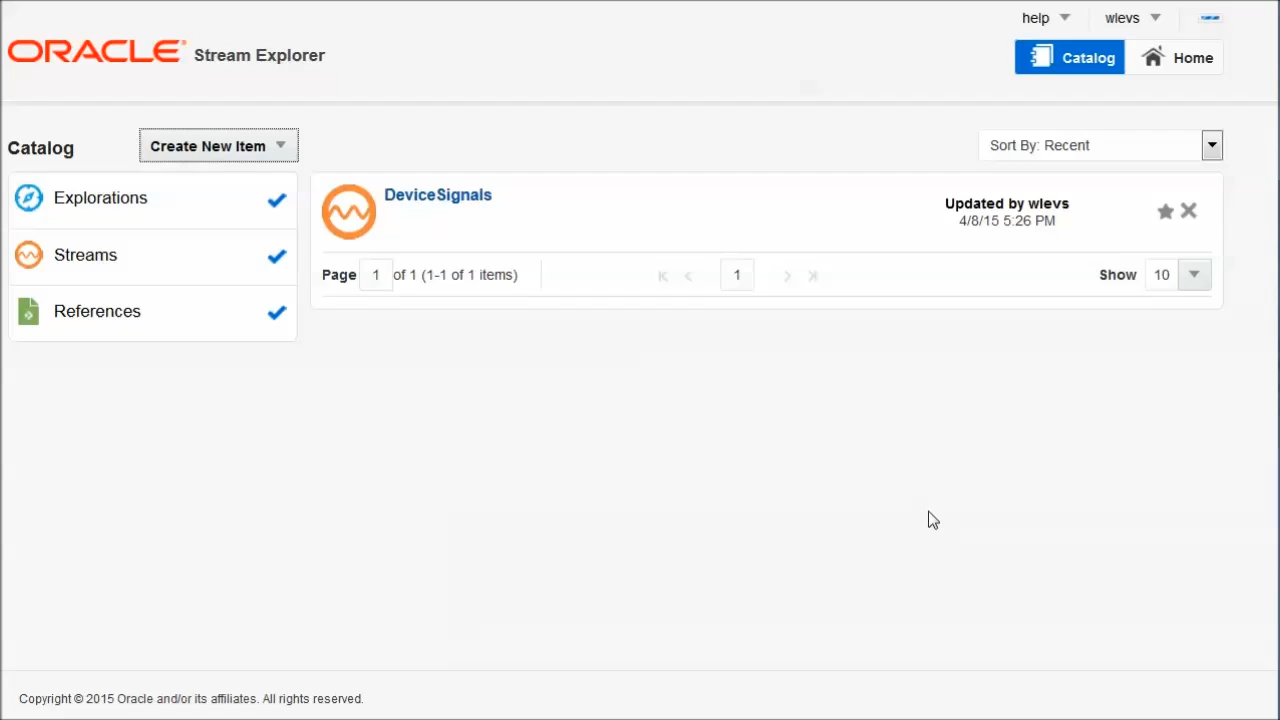 help
wlevs
ORACLE Stream Explorer
Catalog
Home
Catalog
Create New Item
Sort By: Recent
Explorations
Streams
References
DeviceSignals
Updated by wlevs
4/8/15 5:26 PM
Page 1 of 1 (1-1 of 1 items)
1
Show 10
Copyright © 2015 Oracle and/or its affiliates. All rights reserved.